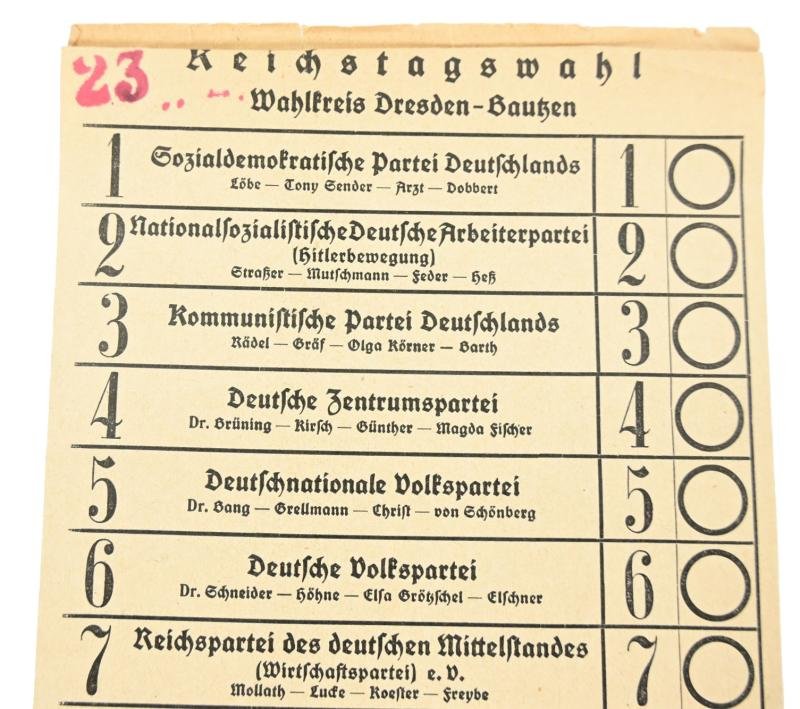 23
Reichstagswahl
Wahlkreis Dresden-Bautzen
1 Sozialdemokratische Partei Deutschlands 1
Löbe — Tony Sender — Arzt — Dobbert
2 Nationalsozialistische Deutsche Arbeiterpartei 2
(Hitlerbewegung)
Straßer — Mutschmann — Feder — Heß
3 Kommunistische Partei Deutschlands 3
Rädel — Gräf — Olga Körner — Barth
4 Deutsche Zentrumspartei 4
Dr. Brüning — Kirsch — Günther — Magda Fischer
5 Deutschnationale Volkspartei 5
Dr. Bang — Grellmann — Christ — von Schönberg
6 Deutsche Volkspartei 6
Dr. Schneider — Höhne — Elsa Grötzschel — Elschner
7 Reichspartei des deutschen Mittelstandes 7
(Wirtschaftspartei) e. V.
Mollath — Lucke — Koester — Freybe